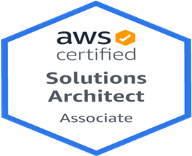 aws
certified
Solutions
Architect
Associate